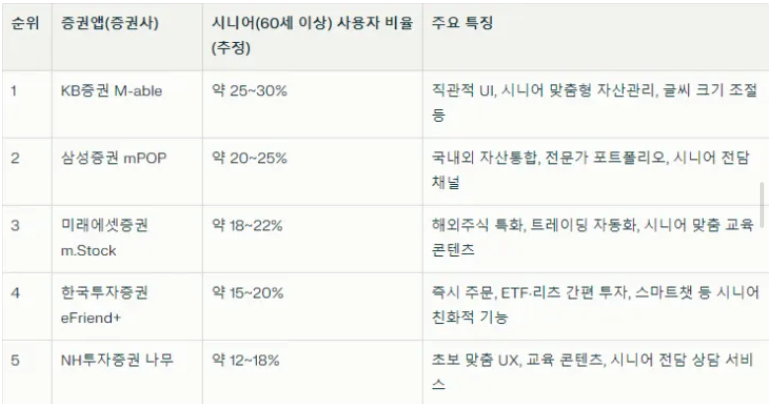 순위 증권앱(증권사) 시니어(60세 이상) 사용자 비율 주요 특징
(추정)
1 KB증권 M-able 약 25~30% 직관적 UI, 시니어 맞춤형 자산관리, 글씨 크기 조절
등
2 삼성증권 mPOP 약 20~25% 국내외 자산통합, 전문가 포트폴리오, 시니어 전담
채널
3 미래에셋증권 약 18~22% 해외주식 특화, 트레이딩 자동화, 시니어 맞춤 교육
m.Stock 콘텐츠
4 한국투자증권 약 15~20% 즉시 주문, ETF·리츠 간편 투자, 스마트챗 등 시니어
eFriend+ 친화적 기능
5 NH투자증권 나무 약 12~18% 초보 맞춤 UX, 교육 콘텐츠, 시니어 전담 상담 서비
스